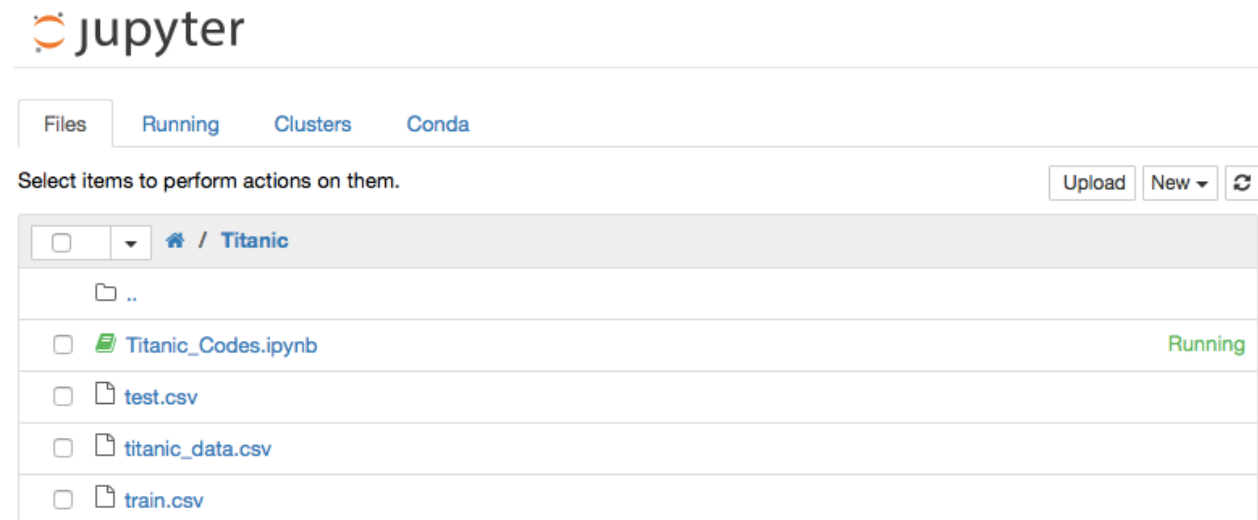 jupyter
Files Running Clusters Conda
Select items to perform actions on them. Upload New
/ Titanic
..
Titanic_Codes.ipynb Running
test.csv
titanic_data.csv
train.csv